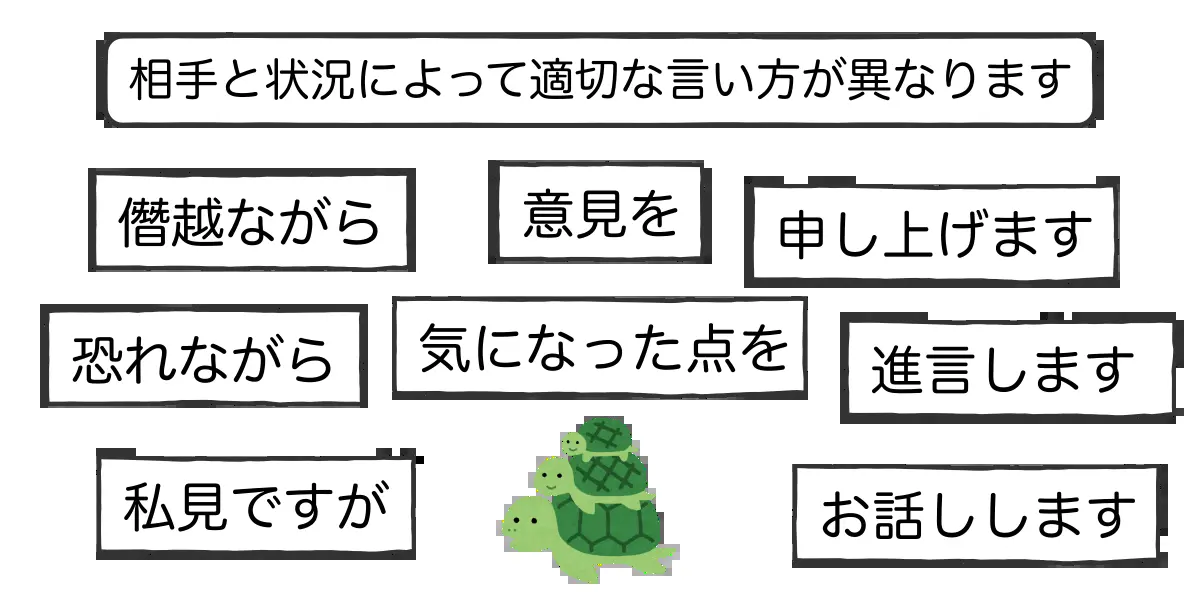 相手と状況によって適切な言い方が異なります
僭越ながら
意見を
申し上げます
恐れながら
気になった点を
進言します
私見ですが
お話しします